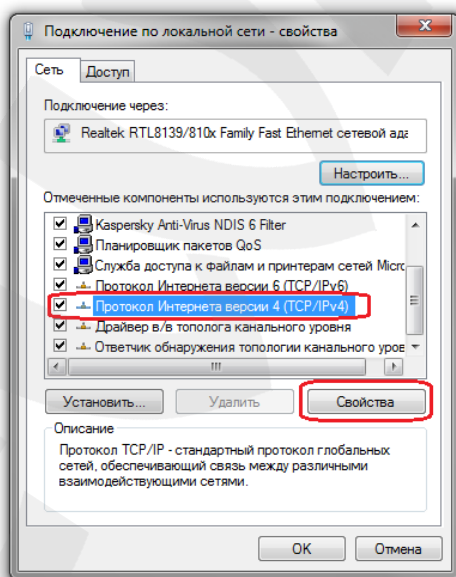 Подключение по локальной сети - свойства
Сеть Доступ
Подключение через:
Realtek RTL8139/810x Family Fast Ethernet сетевой ада
Настроить...
Отмеченные компоненты используются этим подключением:
Kaspersky Anti-Virus NDIS 6 Filter
Планировщик пакетов QoS
Служба доступа к файлам и принтерам сетей Micro
Протокол Интернета версии 6 (TCP/IPv6)
Протокол Интернета версии 4 (TCP/IPv4)
Драйвер в/в тополога канального уровня
Ответчик обнаружения топологии канального уров
Установить... Удалить Свойства
Описание
Протокол TCP/IP - стандартный протокол глобальных
сетей, обеспечивающий связь между различными
взаимодействующими сетями.
OK Отмена